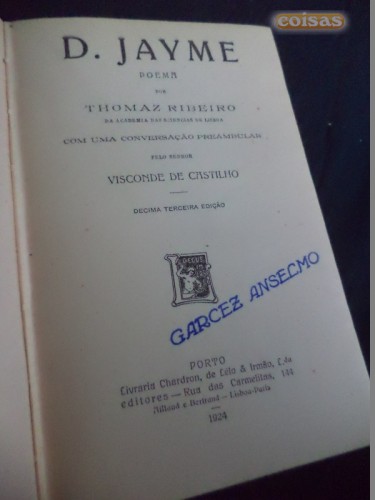 coisas
D. JAYME
POEMA
POR
THOMAZ RIBEIRO
DA ACADEMIA DAS SCIENCIAS DE LISBOA
COM UMA CONVERSAÇÃO PREAMBULAR
PELO SENHOR
VISCONDE DE CASTILHO
DECIMA TERCEIRA EDIÇÃO
GARCEZ ANSELMO
PORTO
Livraria Chardron, de Lélo & Irmão, L.da
editores — Rua das Carmelitas, 144
Aillaud e Bertrand — Lisboa-Paris
1924